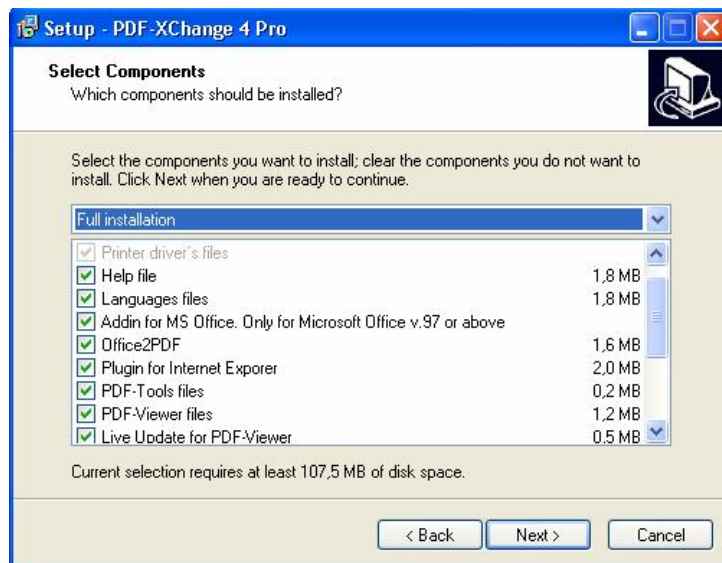 Setup - PDF-XChange 4 Pro
Select Components
Which components should be installed?
Select the components you want to install; clear the components you do not want to
install. Click Next when you are ready to continue.
Full installation
Printer driver's files
Help file 1,8 MB
Languages files 1,8 MB
Addin for MS Office. Only for Microsoft Office v.97 or above
Office2PDF 1,6 MB
Plugin for Internet Exporer 2,0 MB
PDF-Tools files 0,2 MB
PDF-Viewer files 1,2 MB
Live Update for PDF-Viewer 0.5 MB
Current selection requires at least 107,5 MB of disk space.
< Back Next > Cancel